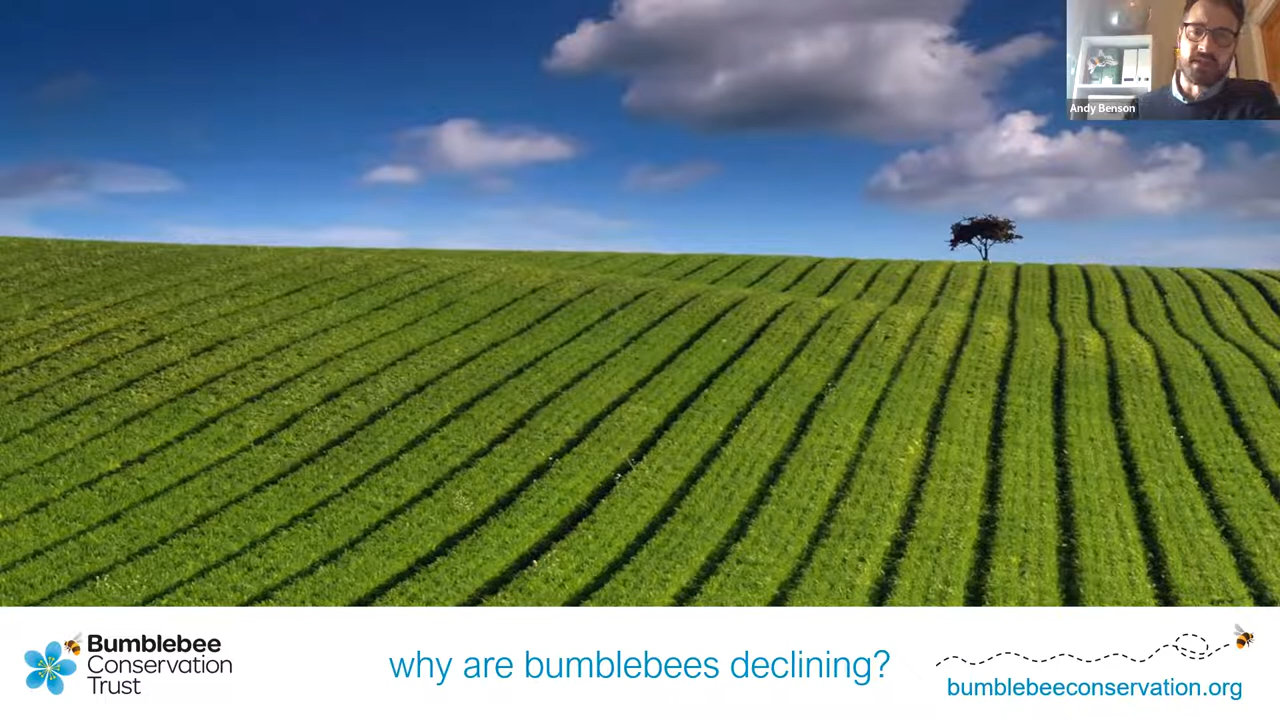 Andy Benson
Bumblebee
Conservation
Trust
why are bumblebees declining?
bumblebeeconservation.org